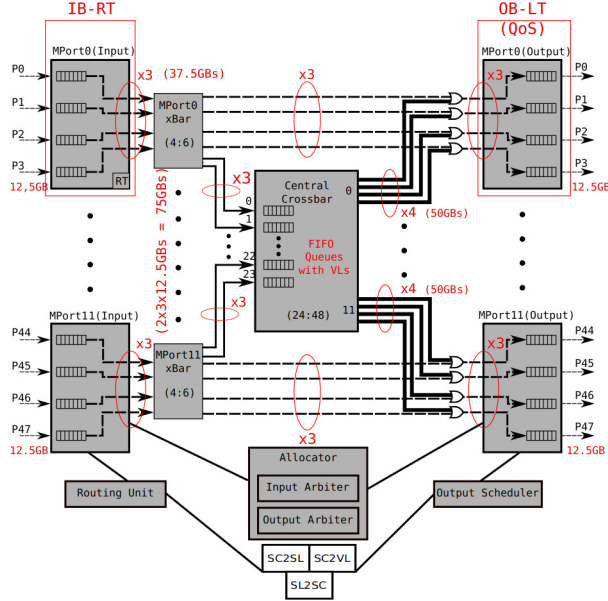 IB-RT
OB-LT
(QoS)
MPort0(Input)
MPort0(Output)
x3 (37.5GBs)
x3
x3
P0
P1
P2
P3
12.5GB
RT
MPort0
xBar
(4:6)
x3
(2x3x12.5GBs = 75GBs)
Central
Crossbar
0
1
22
23
0
11
FIFO
Queues
with VLs
(24:48)
x4 (50GBs)
x4 (50GBs)
P0
P1
P2
P3
12.5GB
x3
MPort11(Input)
MPort11(Output)
x3
x3
P44
P45
P46
P47
12.5GB
MPort11
xBar
(4:6)
x3
P44
P45
P46
P47
12.5GB
Allocator
Input Arbiter
Output Arbiter
Routing Unit
Output Scheduler
SC2SL
SC2VL
SL2SC